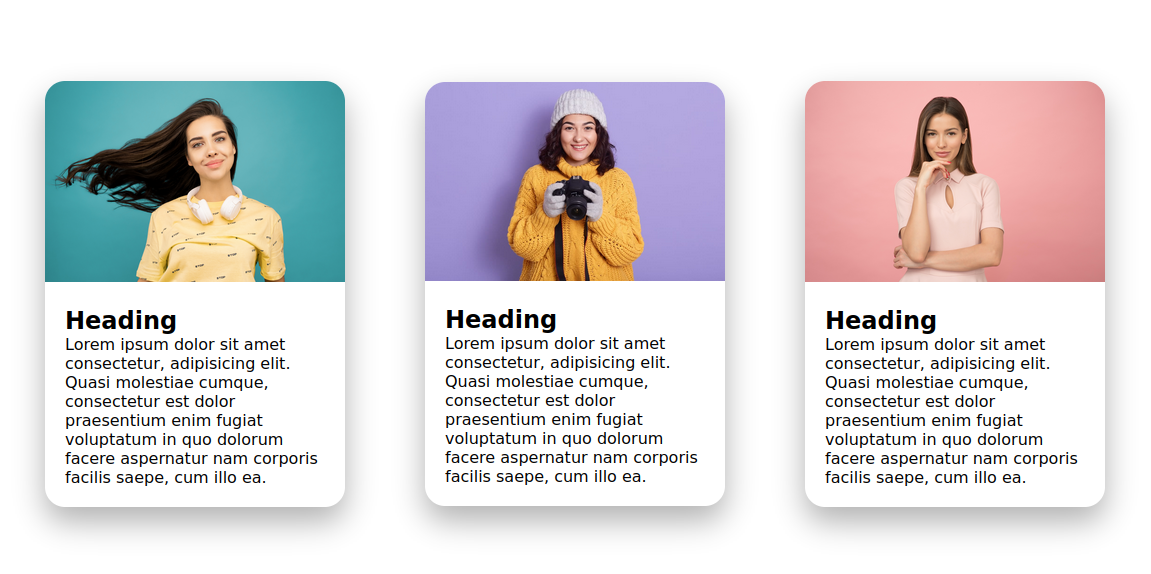 Heading
Lorem ipsum dolor sit amet
consectetur, adipisicing elit.
Quasi molestiae cumque,
consectetur est dolor
praesentium enim fugiat
voluptatum in quo dolorum
facere aspernatur nam corporis
facilis saepe, cum illo ea.
Heading
Lorem ipsum dolor sit amet
consectetur, adipisicing elit.
Quasi molestiae cumque,
consectetur est dolor
praesentium enim fugiat
voluptatum in quo dolorum
facere aspernatur nam corporis
facilis saepe, cum illo ea.
Heading
Lorem ipsum dolor sit amet
consectetur, adipisicing elit.
Quasi molestiae cumque,
consectetur est dolor
praesentium enim fugiat
voluptatum in quo dolorum
facere aspernatur nam corporis
facilis saepe, cum illo ea.